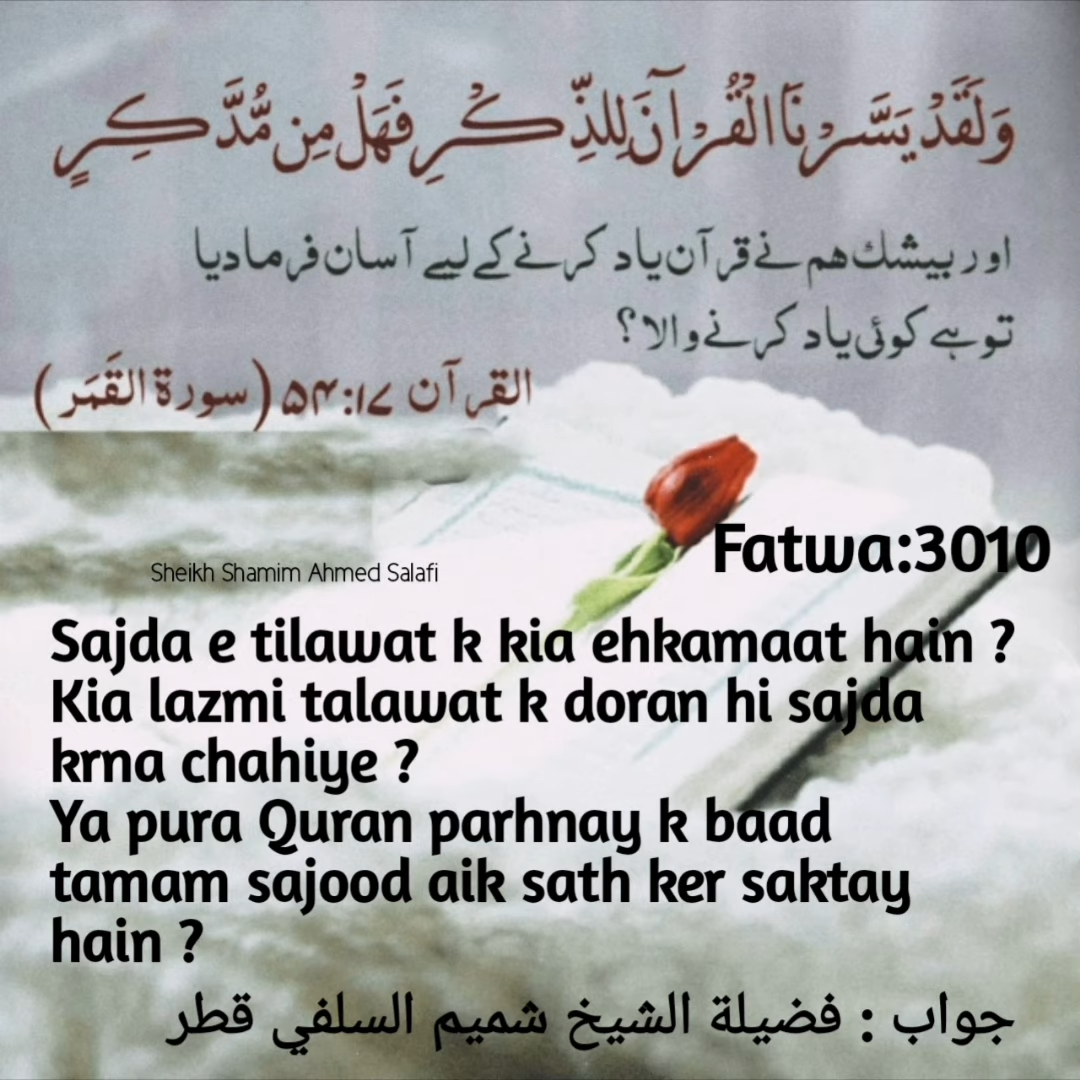 وَلَقَدْ يَسَّرْنَا الْقُرْآنَ لِلذِّكْرِ فَهَلْ مِن مُّدَّكِرٍ
اور بیشک ھم نے قرآن یاد کرنے کے لیے آسان فرما دیا
تو ہے کوئی یاد کرنے والا؟
القرآن ۵۴:۱۷ (سورۃ القَمَر)
Fatwa:3010
Sheikh Shamim Ahmed Salafi
Sajda e tilawat k kia ehkamaat hain ?
Kia lazmi talawat k doran hi sajda
krna chahiye ?
Ya pura Quran parhnay k baad
tamam sajood aik sath ker saktay
hain ?
جواب : فضيلة الشيخ شميم السلفي قطر